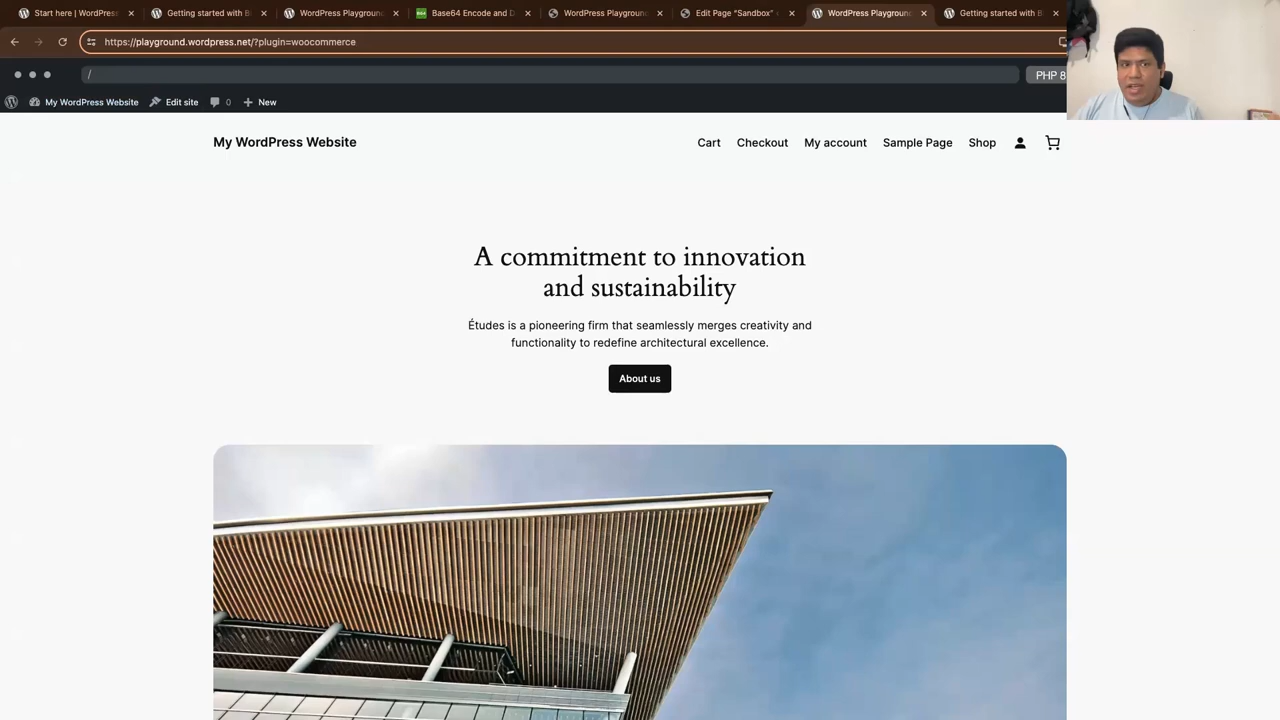 Start here | WordPress
Getting started with B
WordPress Playground
Base64 Encode and D
WordPress Playground
Edit Page “Sandbox”
WordPress Playground
Getting started with B
https://playground.wordpress.net/?plugin=woocommerce
/
PHP 8
My WordPress Website
Edit site
0
New
My WordPress Website
Cart
Checkout
My account
Sample Page
Shop
A commitment to innovation
and sustainability
Études is a pioneering firm that seamlessly merges creativity and
functionality to redefine architectural excellence.
About us